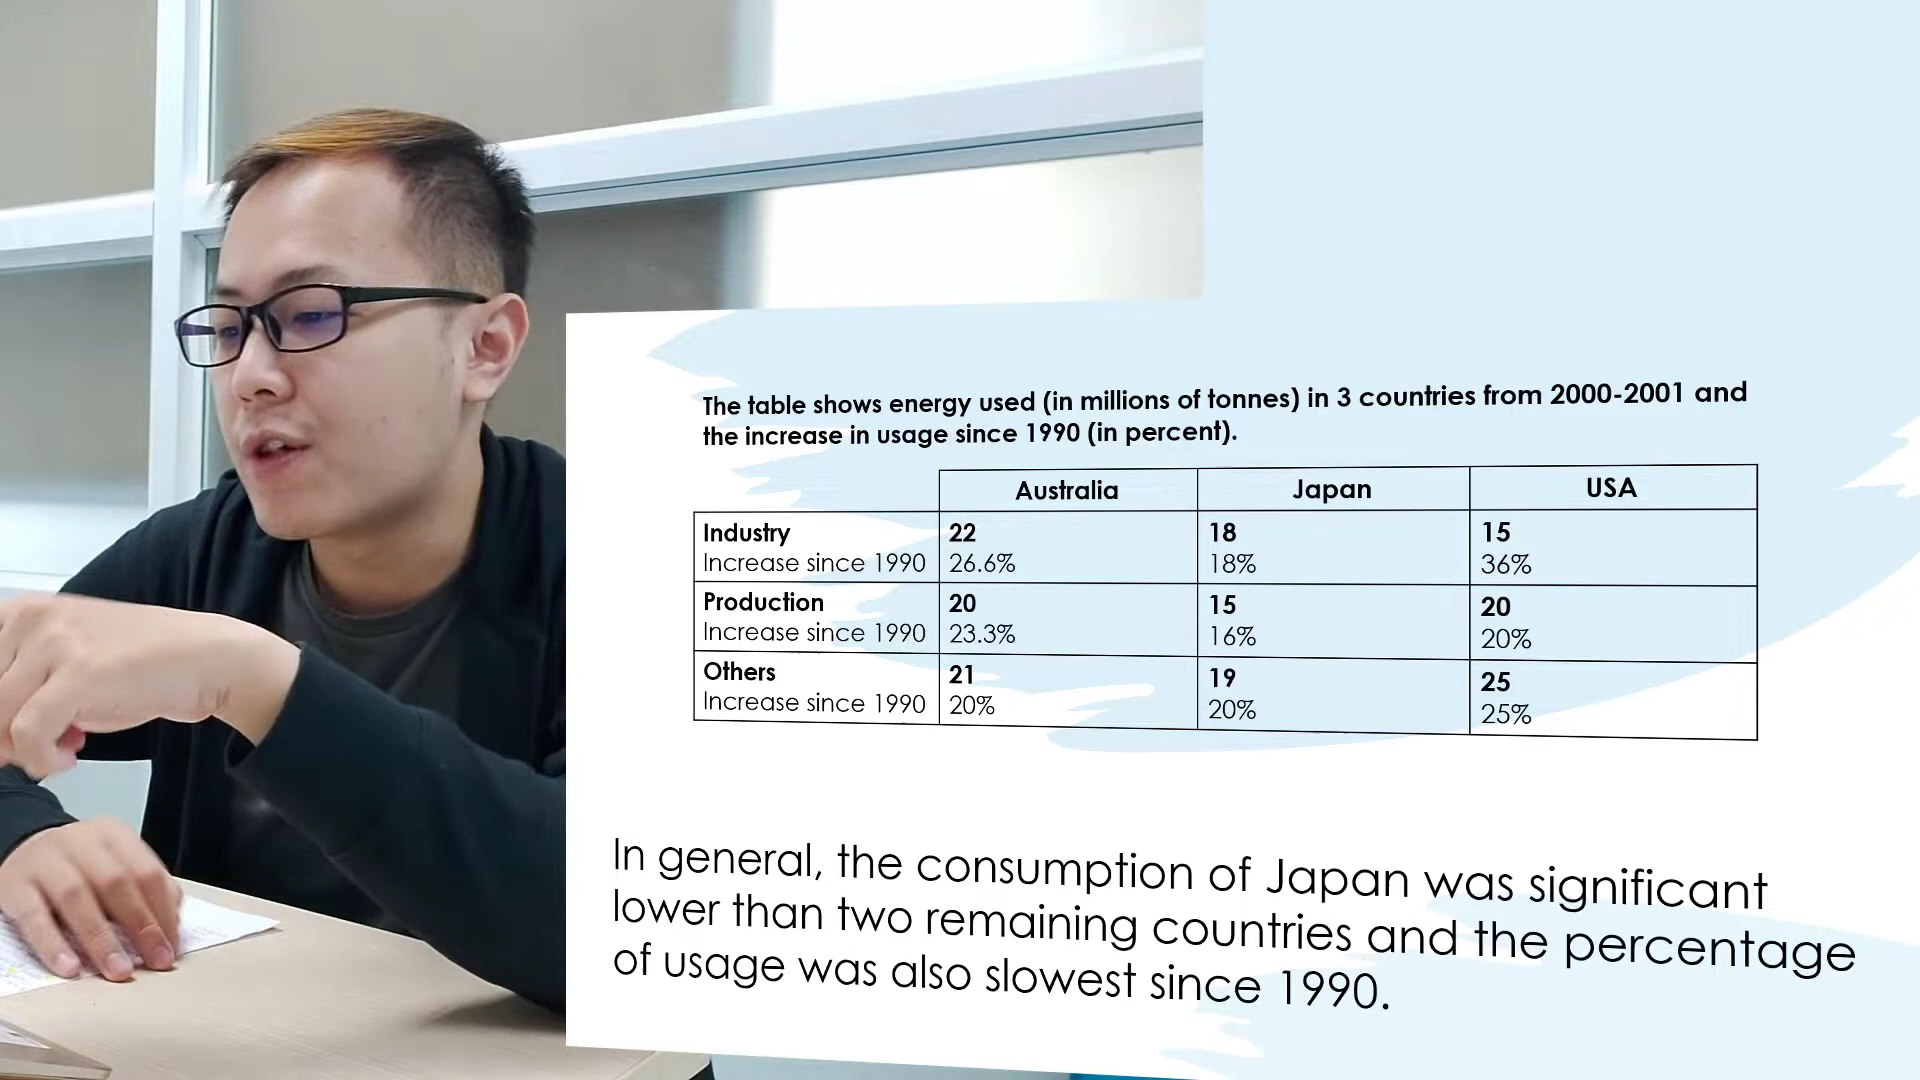 The table shows energy used (in millions of tonnes) in 3 countries from 2000-2001 and
the increase in usage since 1990 (in percent).
Australia Japan USA
Industry 22 18 15
Increase since 1990 26.6% 18% 36%
Production 20 15 20
Increase since 1990 23.3% 16% 20%
Others 21 19 25
Increase since 1990 20% 20% 25%
In general, the consumption of Japan was significant
lower than two remaining countries and the percentage
of usage was also slowest since 1990.